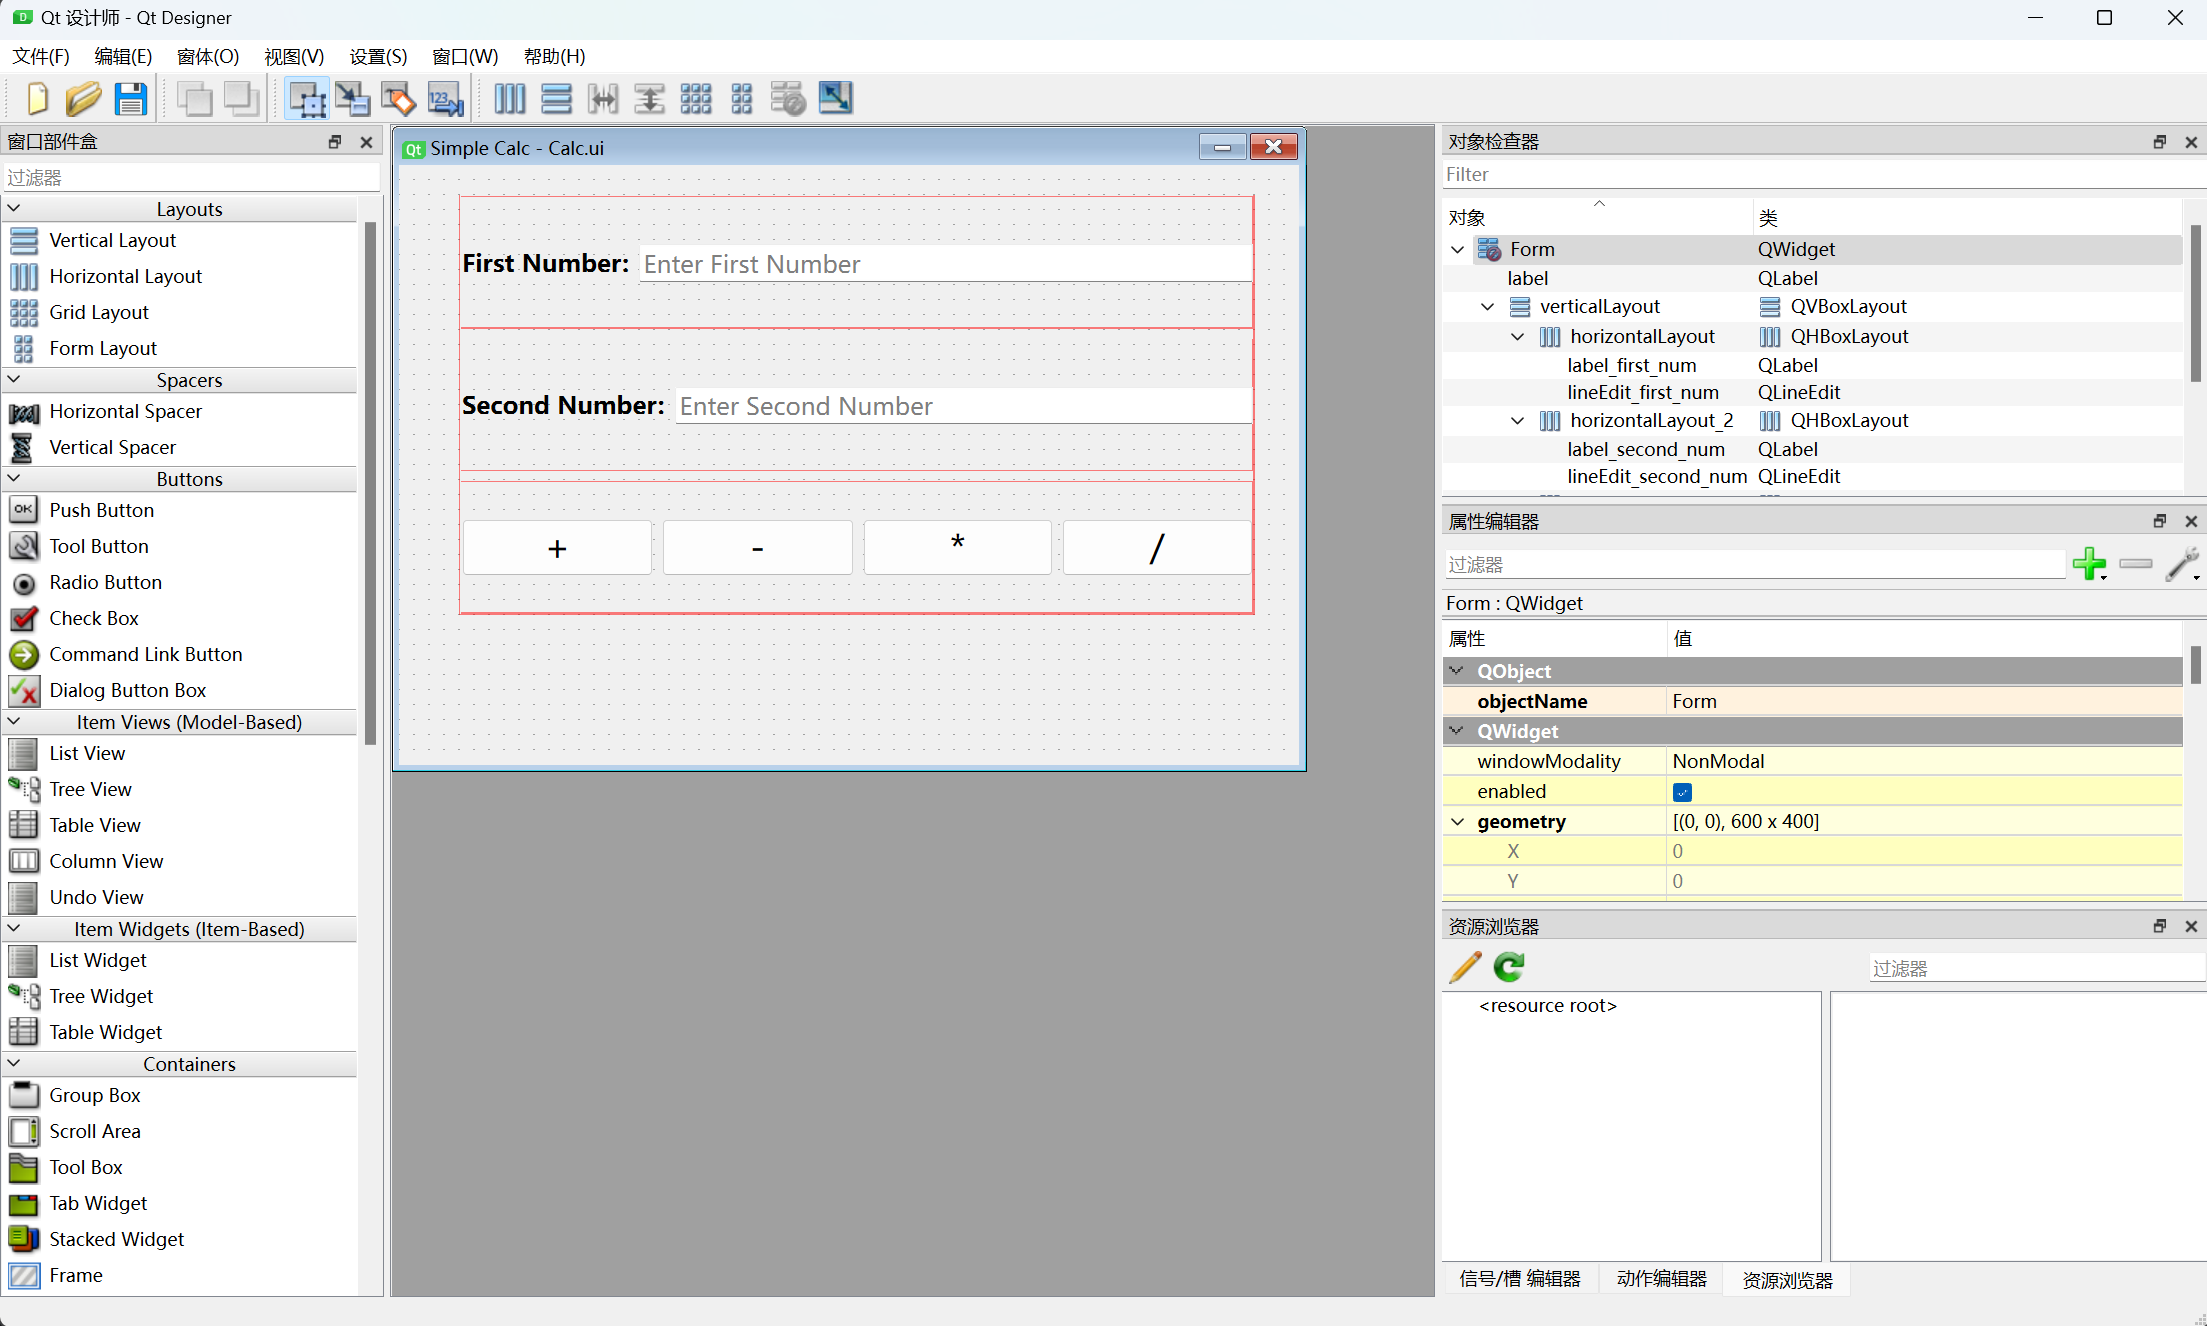 Qt 设计师 - Qt Designer
文件(F) 编辑(E) 窗体(O) 视图(V) 设置(S) 窗口(W) 帮助(H)
窗口部件盒
过滤器
Layouts
Vertical Layout
Horizontal Layout
Grid Layout
Form Layout
Spacers
Horizontal Spacer
Vertical Spacer
Buttons
OK Push Button
Tool Button
Radio Button
Check Box
Command Link Button
Dialog Button Box
Item Views (Model-Based)
List View
Tree View
Table View
Column View
Undo View
Item Widgets (Item-Based)
List Widget
Tree Widget
Table Widget
Containers
Group Box
Scroll Area
Tool Box
Tab Widget
Stacked Widget
Frame
Qt Simple Calc - Calc.ui
First Number: Enter First Number
Second Number: Enter Second Number
+ - * /
对象检查器
Filter
对象 类
Form QWidget
label QLabel
verticalLayout QVBoxLayout
horizontalLayout QHBoxLayout
label_first_num QLabel
lineEdit_first_num QLineEdit
horizontalLayout_2 QHBoxLayout
label_second_num QLabel
lineEdit_second_num QLineEdit
属性编辑器
过滤器
Form : QWidget
属性 值
QObject
objectName Form
QWidget
windowModality NonModal
enabled
geometry [(0, 0), 600 x 400]
X 0
Y 0
资源浏览器
过滤器
<resource root>
信号/槽 编辑器 动作编辑器 资源浏览器